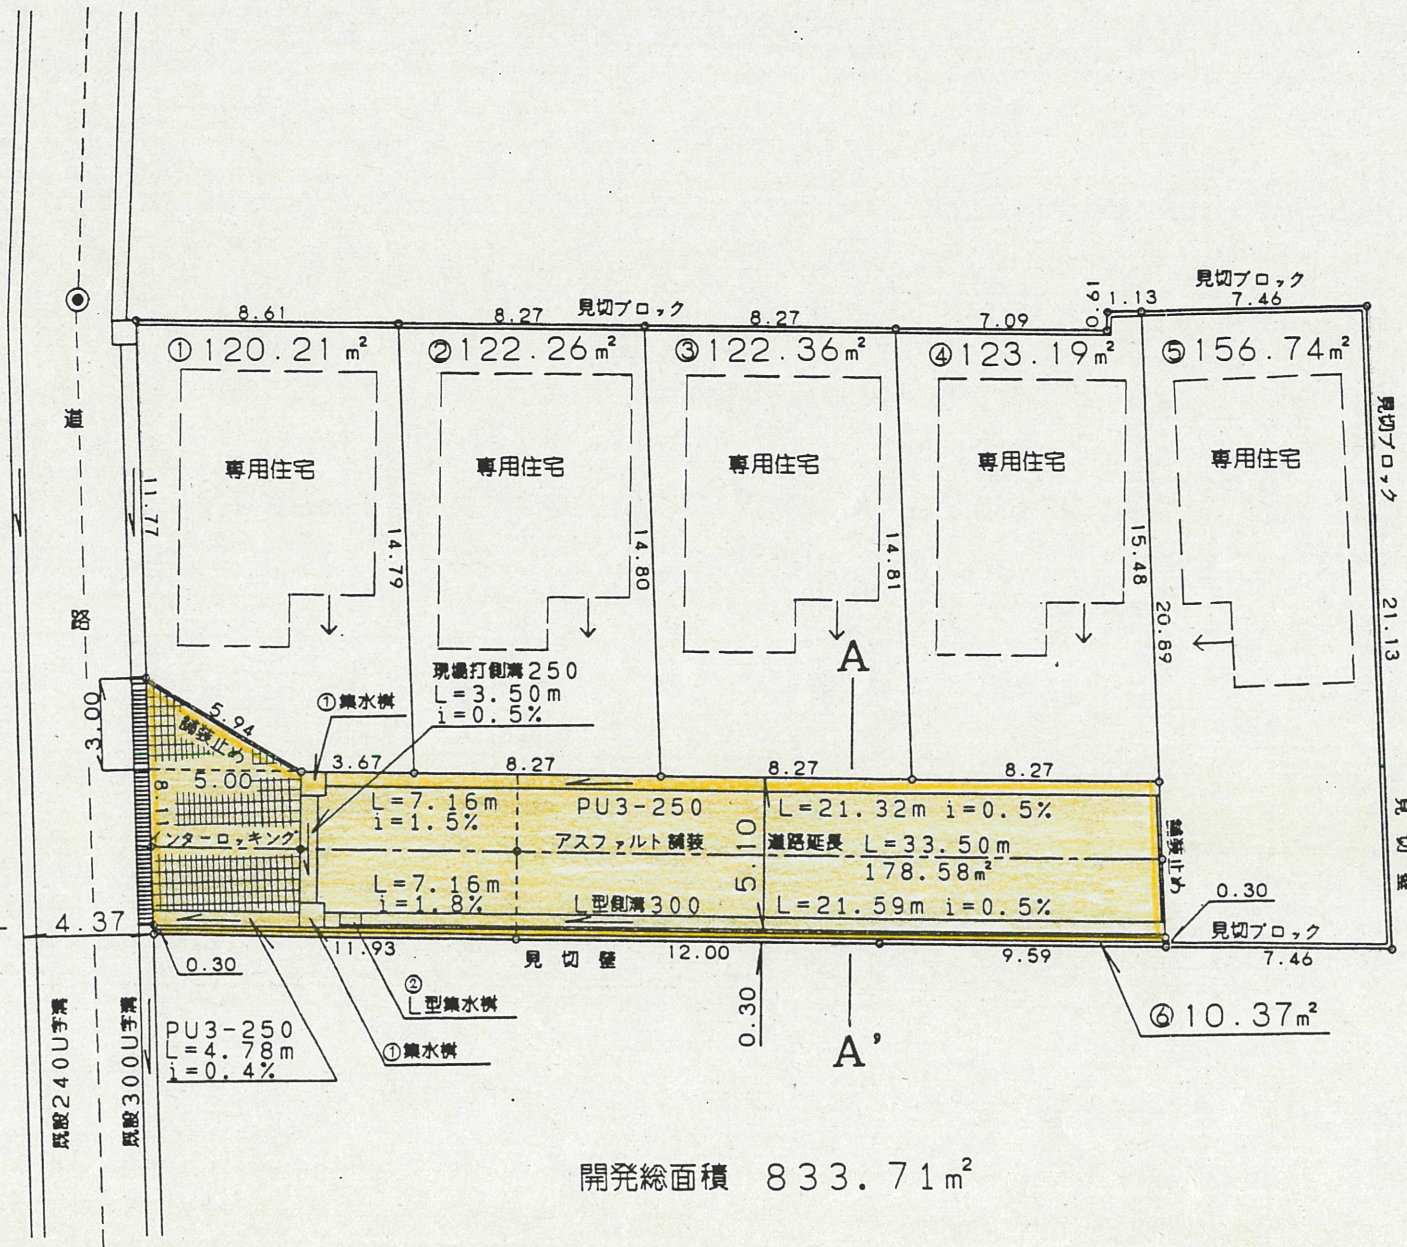 見切ブロック
8.61
8.27
見切ブロック
8.27
7.09
0.61
1.13
7.46
①120.21㎡
②122.26㎡
③122.36㎡
④123.19㎡
⑤156.74㎡
専用住宅
専用住宅
専用住宅
専用住宅
専用住宅
見切ブロック
道路
11.77
14.79
14.80
14.81
15.48
20.89
21.13
A
現場打側溝250
L=3.50m
i=0.5%
①集水桝
3.00
5.94
舗装止め
3.67
8.27
8.27
8.27
5.00
8.11
L=7.16m
i=1.5%
PU3-250
L=21.32m i=0.5%
インターロッキング
アスファルト舗装
道路延長 L=33.50m
178.58㎡
5.10
舗装止め
見切壁
L=7.16m
i=1.8%
L型側溝300
L=21.59m i=0.5%
0.30
見切ブロック
4.37
0.30
11.93
見切壁
12.00
9.59
7.46
②
L型集水桝
0.30
⑥10.37㎡
①集水桝
A'
PU3-250
L=4.78m
i=0.4%
既設240U字溝
既設300U字溝
開発総面積 833.71㎡